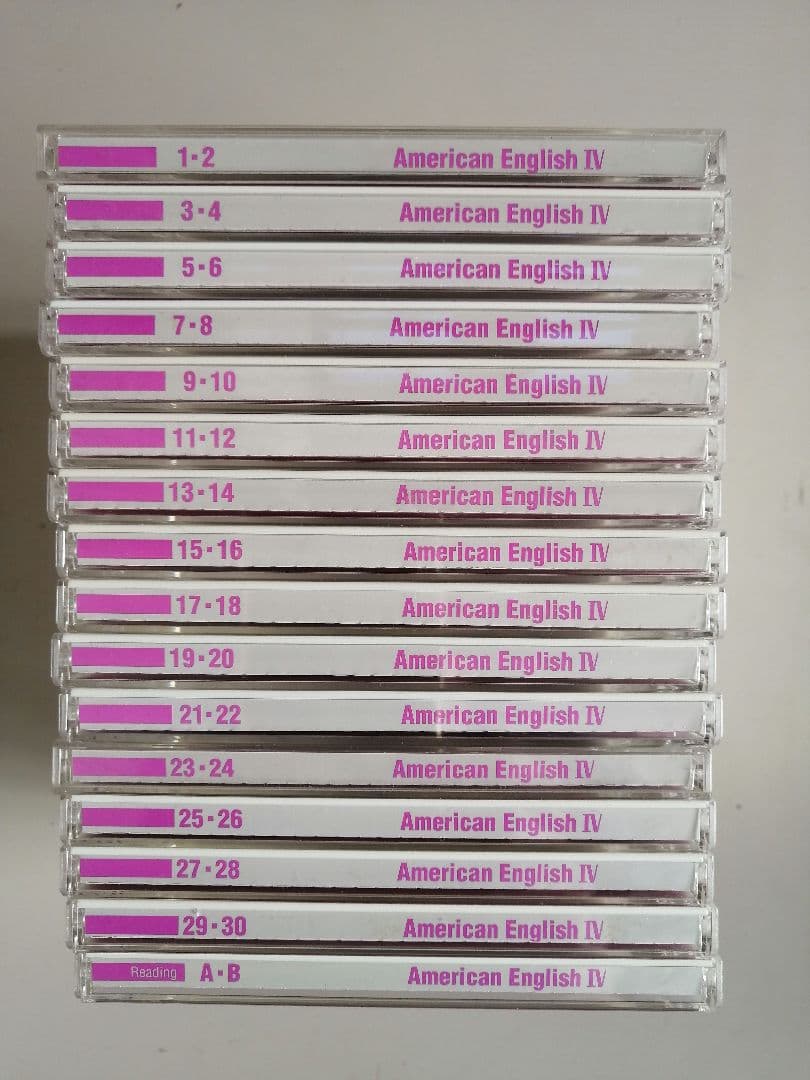 1·2 American English Ⅳ
3·4 American English Ⅳ
5·6 American English Ⅳ
7·8 American English Ⅳ
9·10 American English Ⅳ
11·12 American English Ⅳ
13·14 American English Ⅳ
15·16 American English Ⅳ
17·18 American English Ⅳ
19·20 American English Ⅳ
21·22 American English Ⅳ
23·24 American English Ⅳ
25·26 American English Ⅳ
27·28 American English Ⅳ
29·30 American English Ⅳ
Reading A·B American English Ⅳ